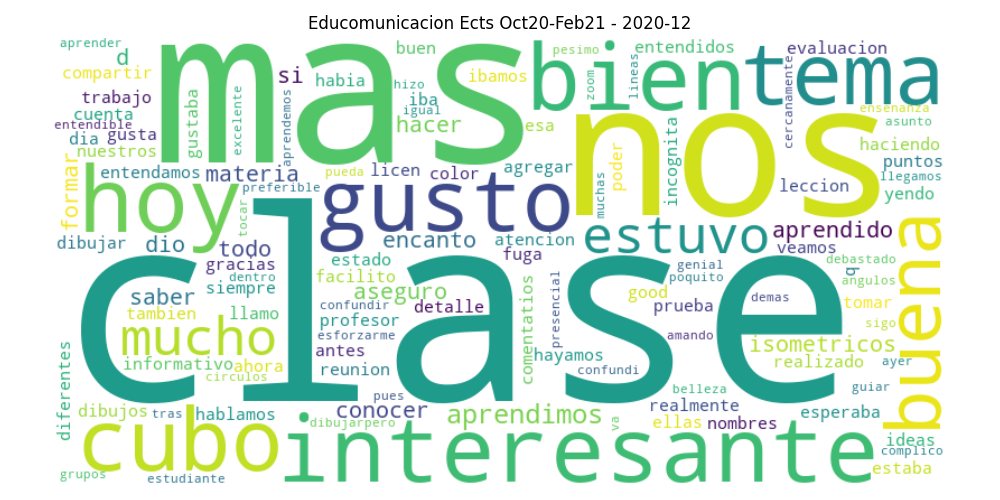 Educomunicacion Ects Oct20-Feb21 - 2020-12
aprender
buen
pesimo
entendidos
evaluacion
d
mas
bien
tema
compartir
si
habia
hizo
ibamos
zoom
lineas
cercanamente
trabajo
gustaba
excelente
iba
igual
nos
ensenanza
cuenta
aprendemos
hacer
esa
asunto
entendible
dia
gusta
nuestros
incognita
haciendo
formar
entendamos
materia
pueda
licen
color
agregar
muchas
poder
puntos
llegamos
hoy
preferible
gusto
leccion
yendo
tocar
dibujar
dio
todo
encanto
atencion
estuvo
aprendido
buena
veamos
gracias
estado
fuga
dentro
facilito
genial
poquito
q
debastado
angulos
clase
saber
siempre
aseguro
confundir
detalle
presencial
good
prueba
demas
tomar
tambien
llamo
profesor
comentatios
sigo
mucho
esforzarme
amando
antes
hayamos
isometricos
informativo
ahora
reunion
confundi
realizado
ayer
circulos
diferentes
pues
belleza
guiar
dibujos
tras
hablamos
conocer
aprendimos
realmente
esperaba
cubo
dibujarpero
va
ellas
nombres
interesante
ideas
complico
grupos
estudiante
estaba